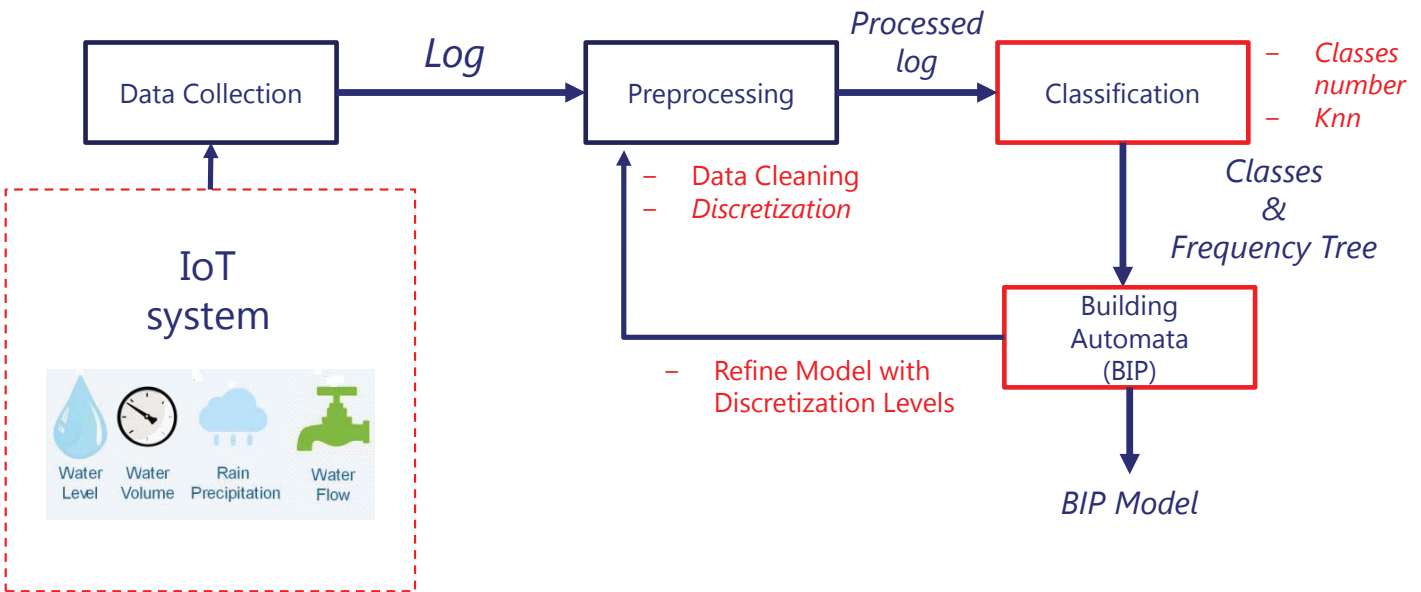 Data Collection
Log
Preprocessing
Processed
log
Classification
– Classes
number
– Knn
– Data Cleaning
– Discretization
Classes
&
Frequency Tree
IoT
system
Water
Level
Water
Volume
Rain
Precipitation
Water
Flow
Building
Automata
(BIP)
– Refine Model with
Discretization Levels
BIP Model